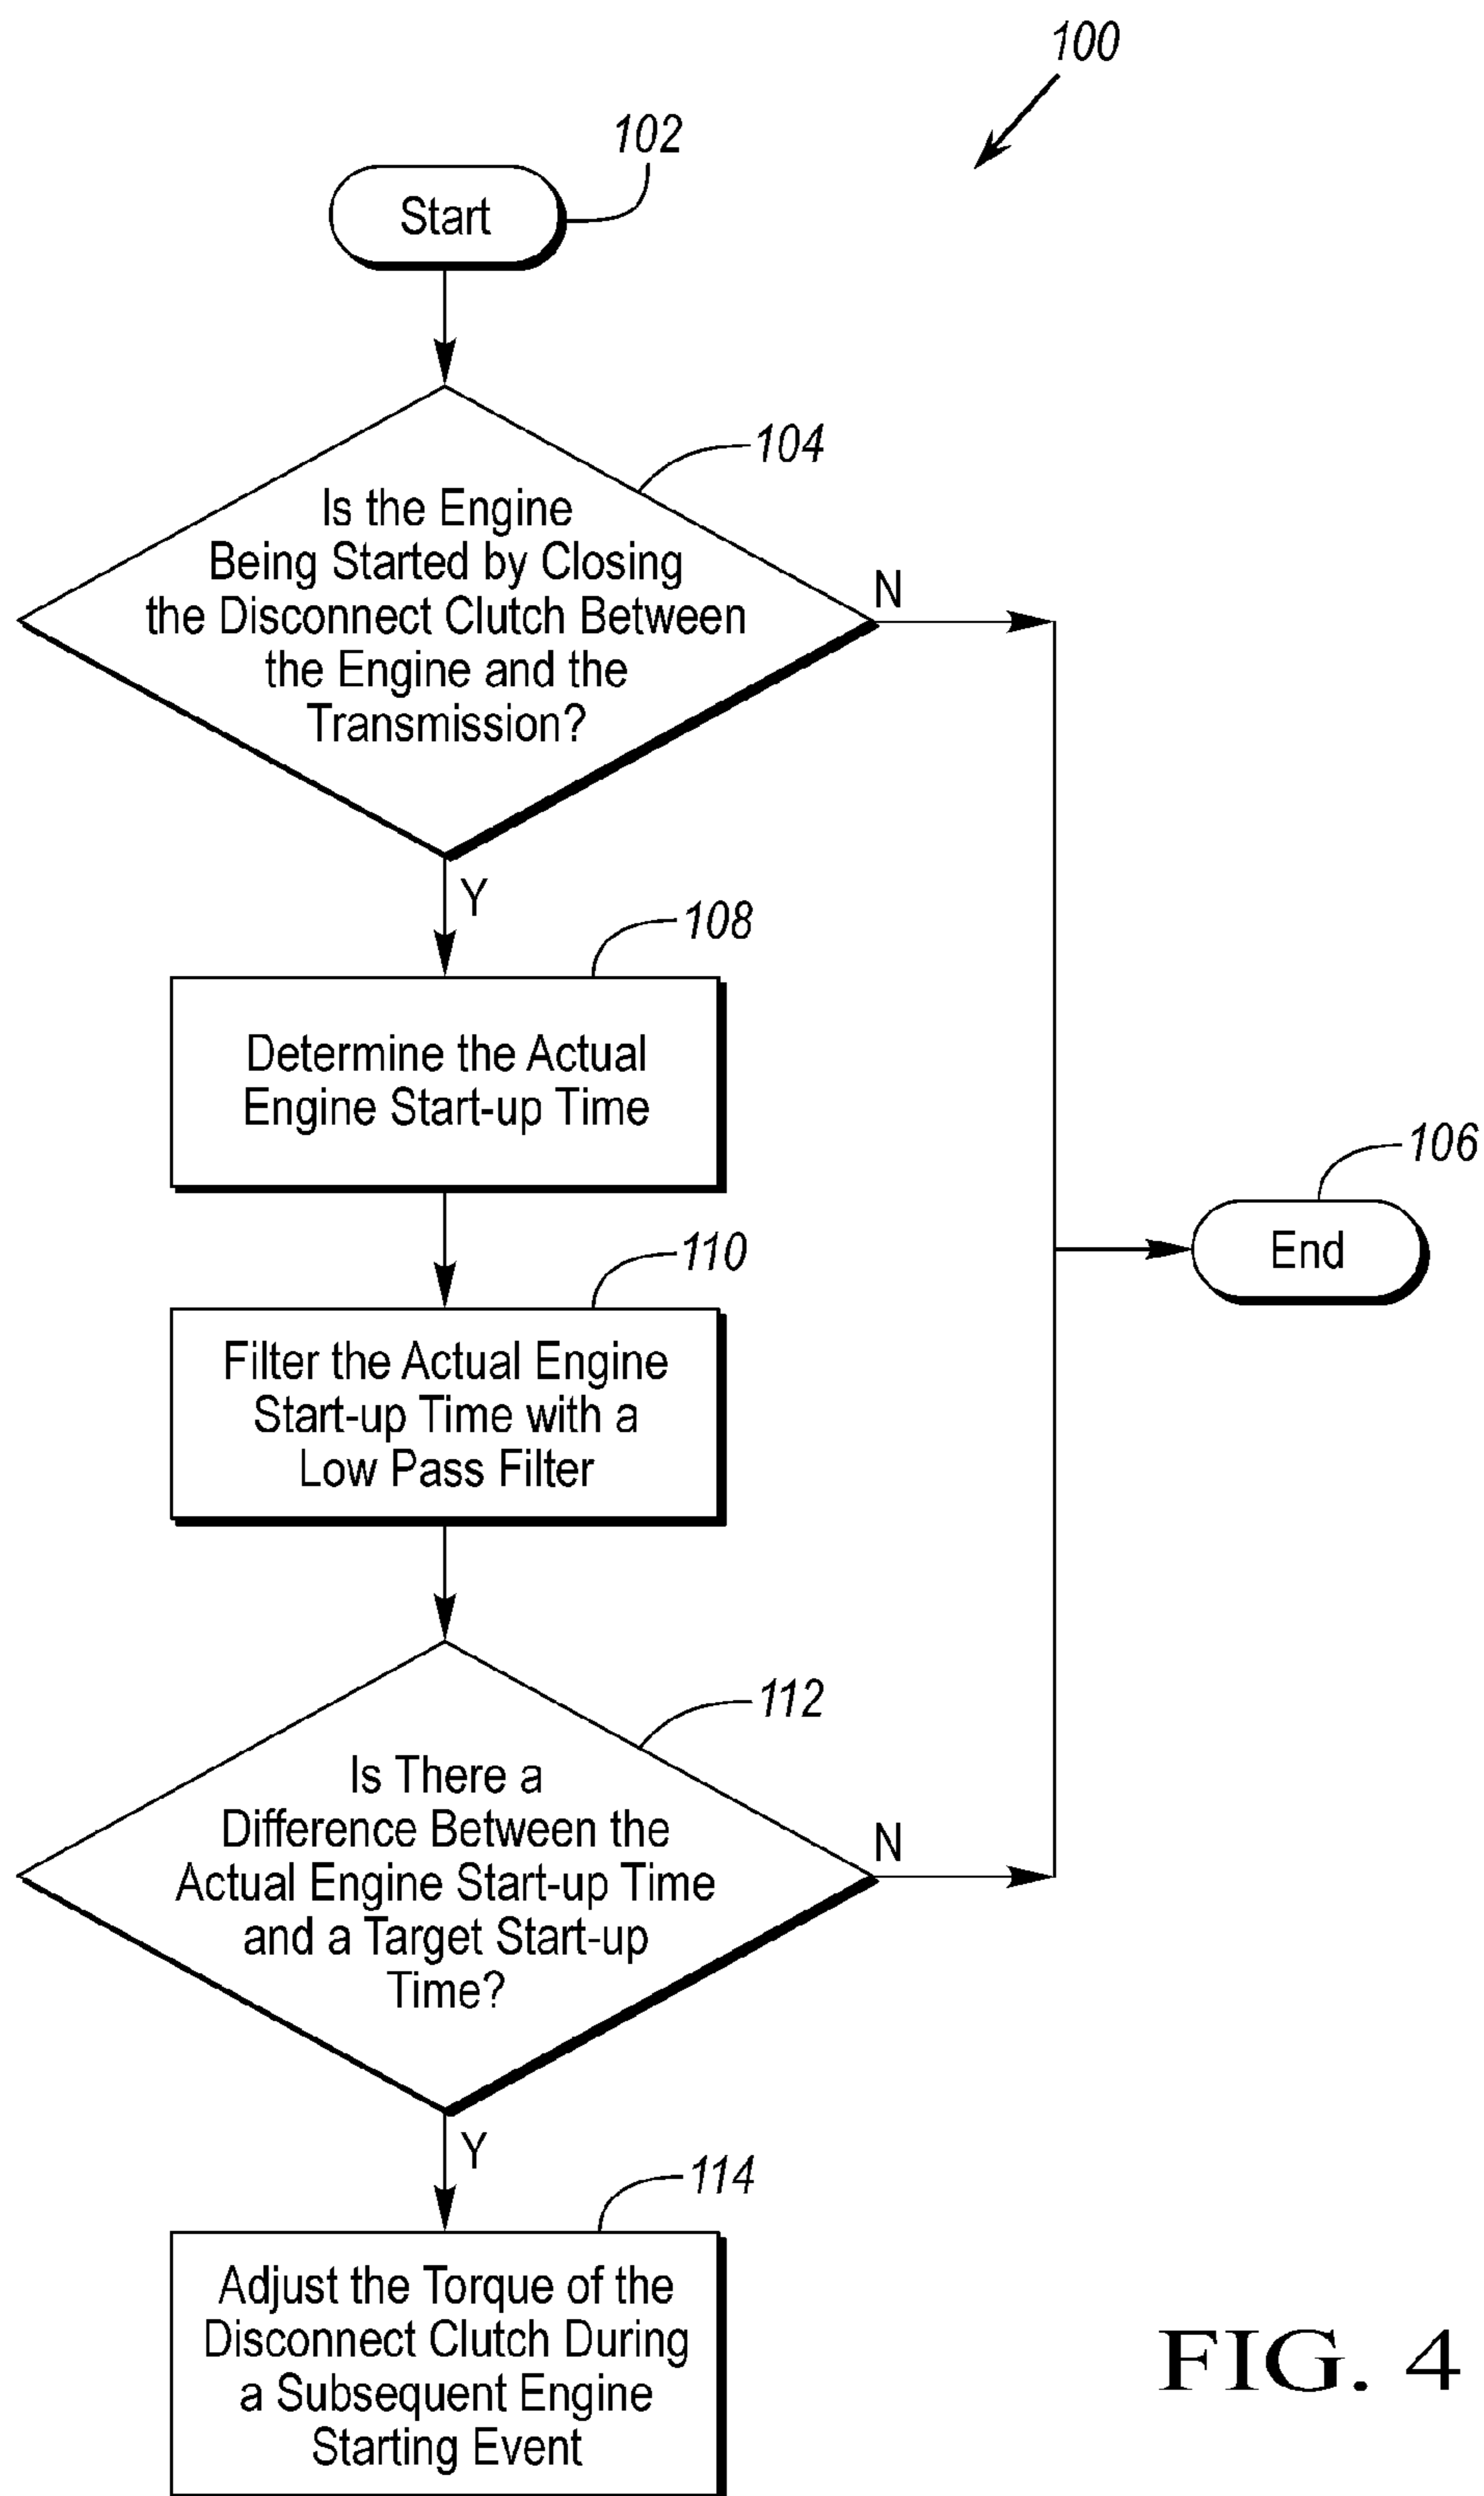 100
102
Start
104
Is the Engine
Being Started by Closing
the Disconnect Clutch Between
the Engine and the
Transmission?
N
Y
108
Determine the Actual
Engine Start-up Time
106
End
110
Filter the Actual Engine
Start-up Time with a
Low Pass Filter
112
Is There a
Difference Between the
Actual Engine Start-up Time
and a Target Start-up
Time?
N
Y
114
Adjust the Torque of the
Disconnect Clutch During
a Subsequent Engine
Starting Event
FIG. 4